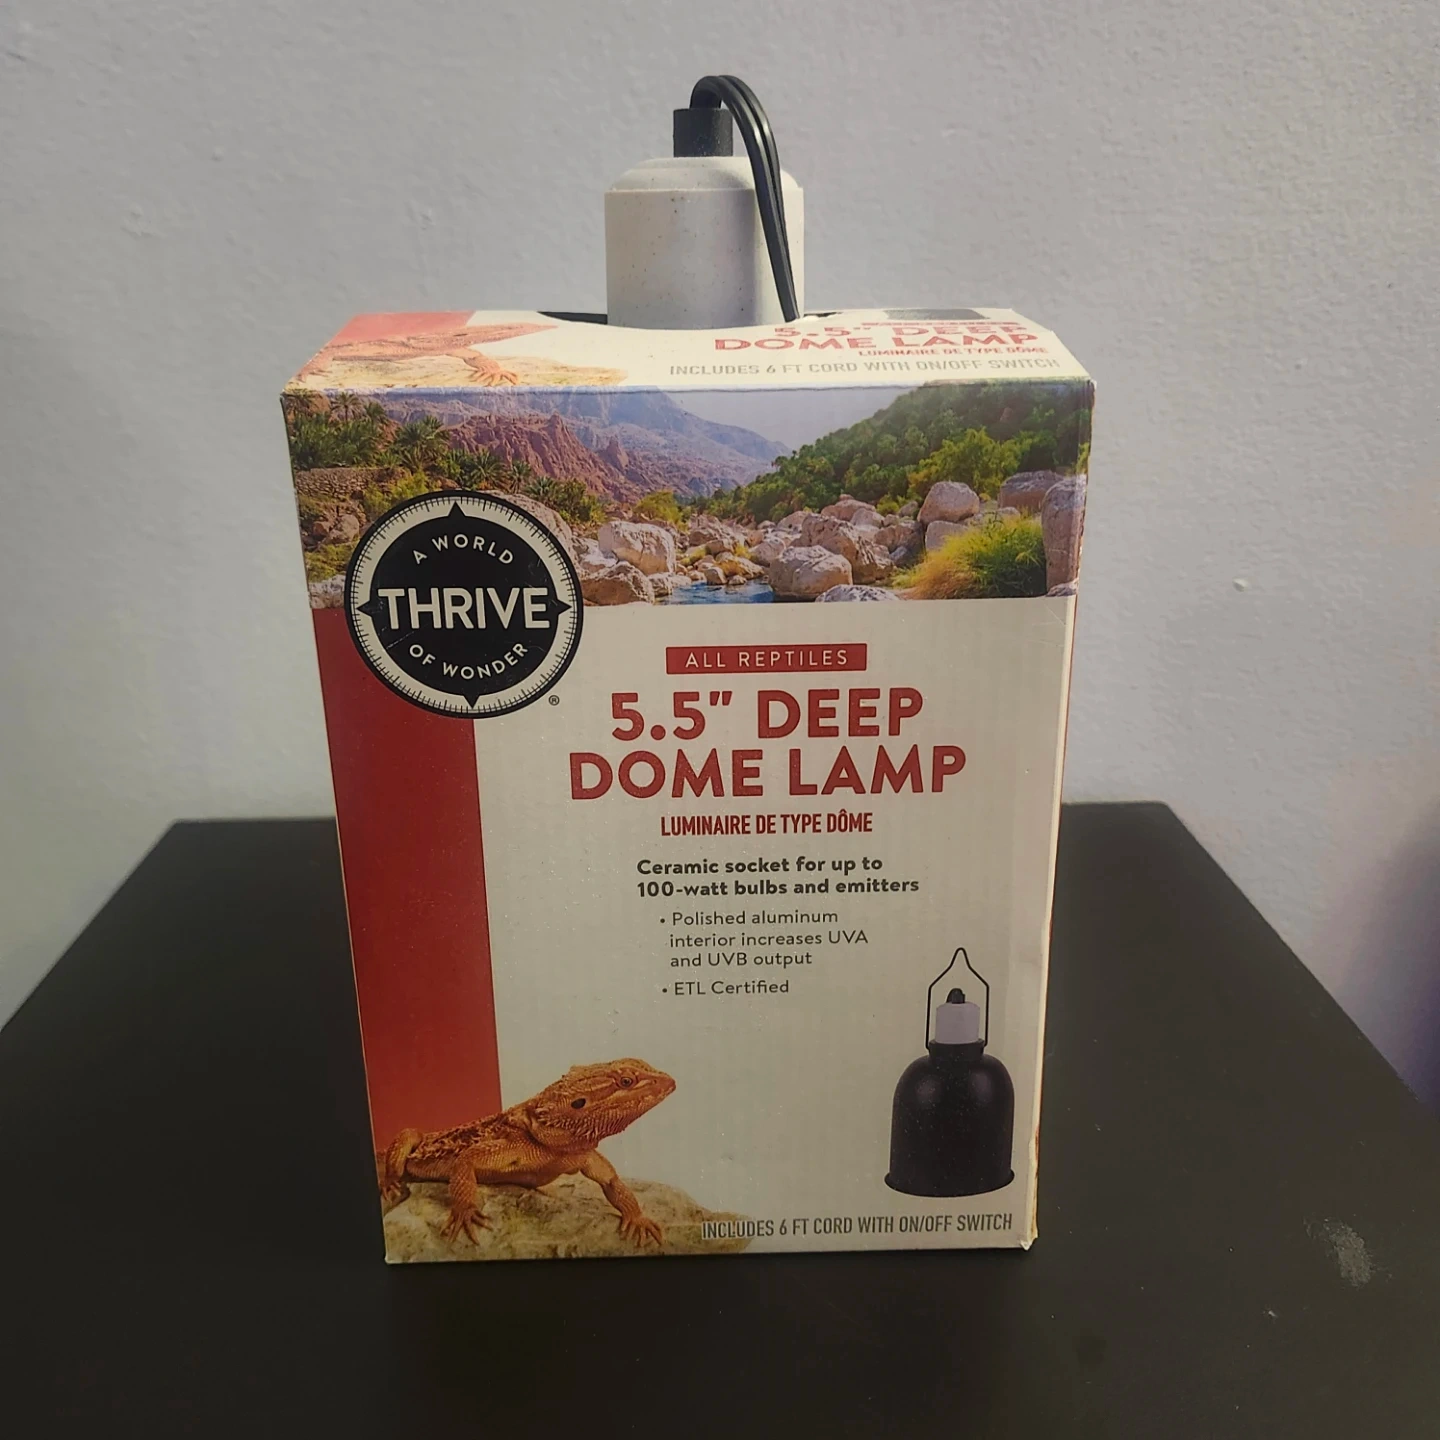 5.5" DEEP
DOME LAMP
LUMINAIRE DE TYPE DÔME
INCLUDES 6 FT CORD WITH ON/OFF SWITCH
A WORLD
THRIVE
OF WONDER
®
ALL REPTILES
5.5" DEEP
DOME LAMP
LUMINAIRE DE TYPE DÔME
Ceramic socket for up to
100-watt bulbs and emitters
• Polished aluminum
interior increases UVA
and UVB output
• ETL Certified
INCLUDES 6 FT CORD WITH ON/OFF SWITCH